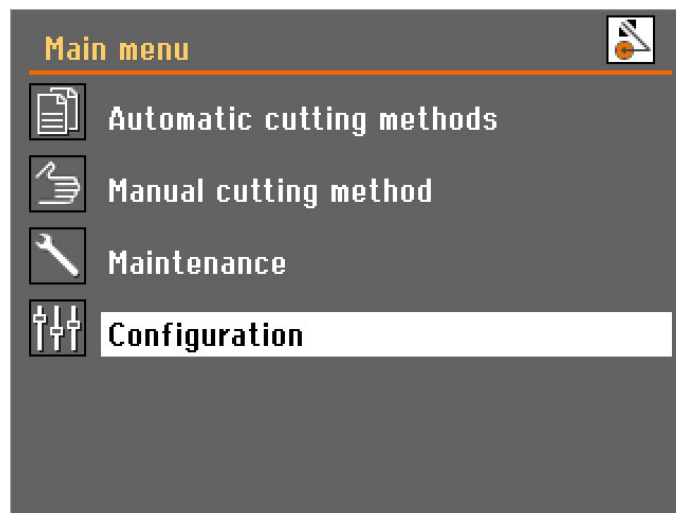 Main menu
Automatic cutting methods
Manual cutting method
Maintenance
Configuration